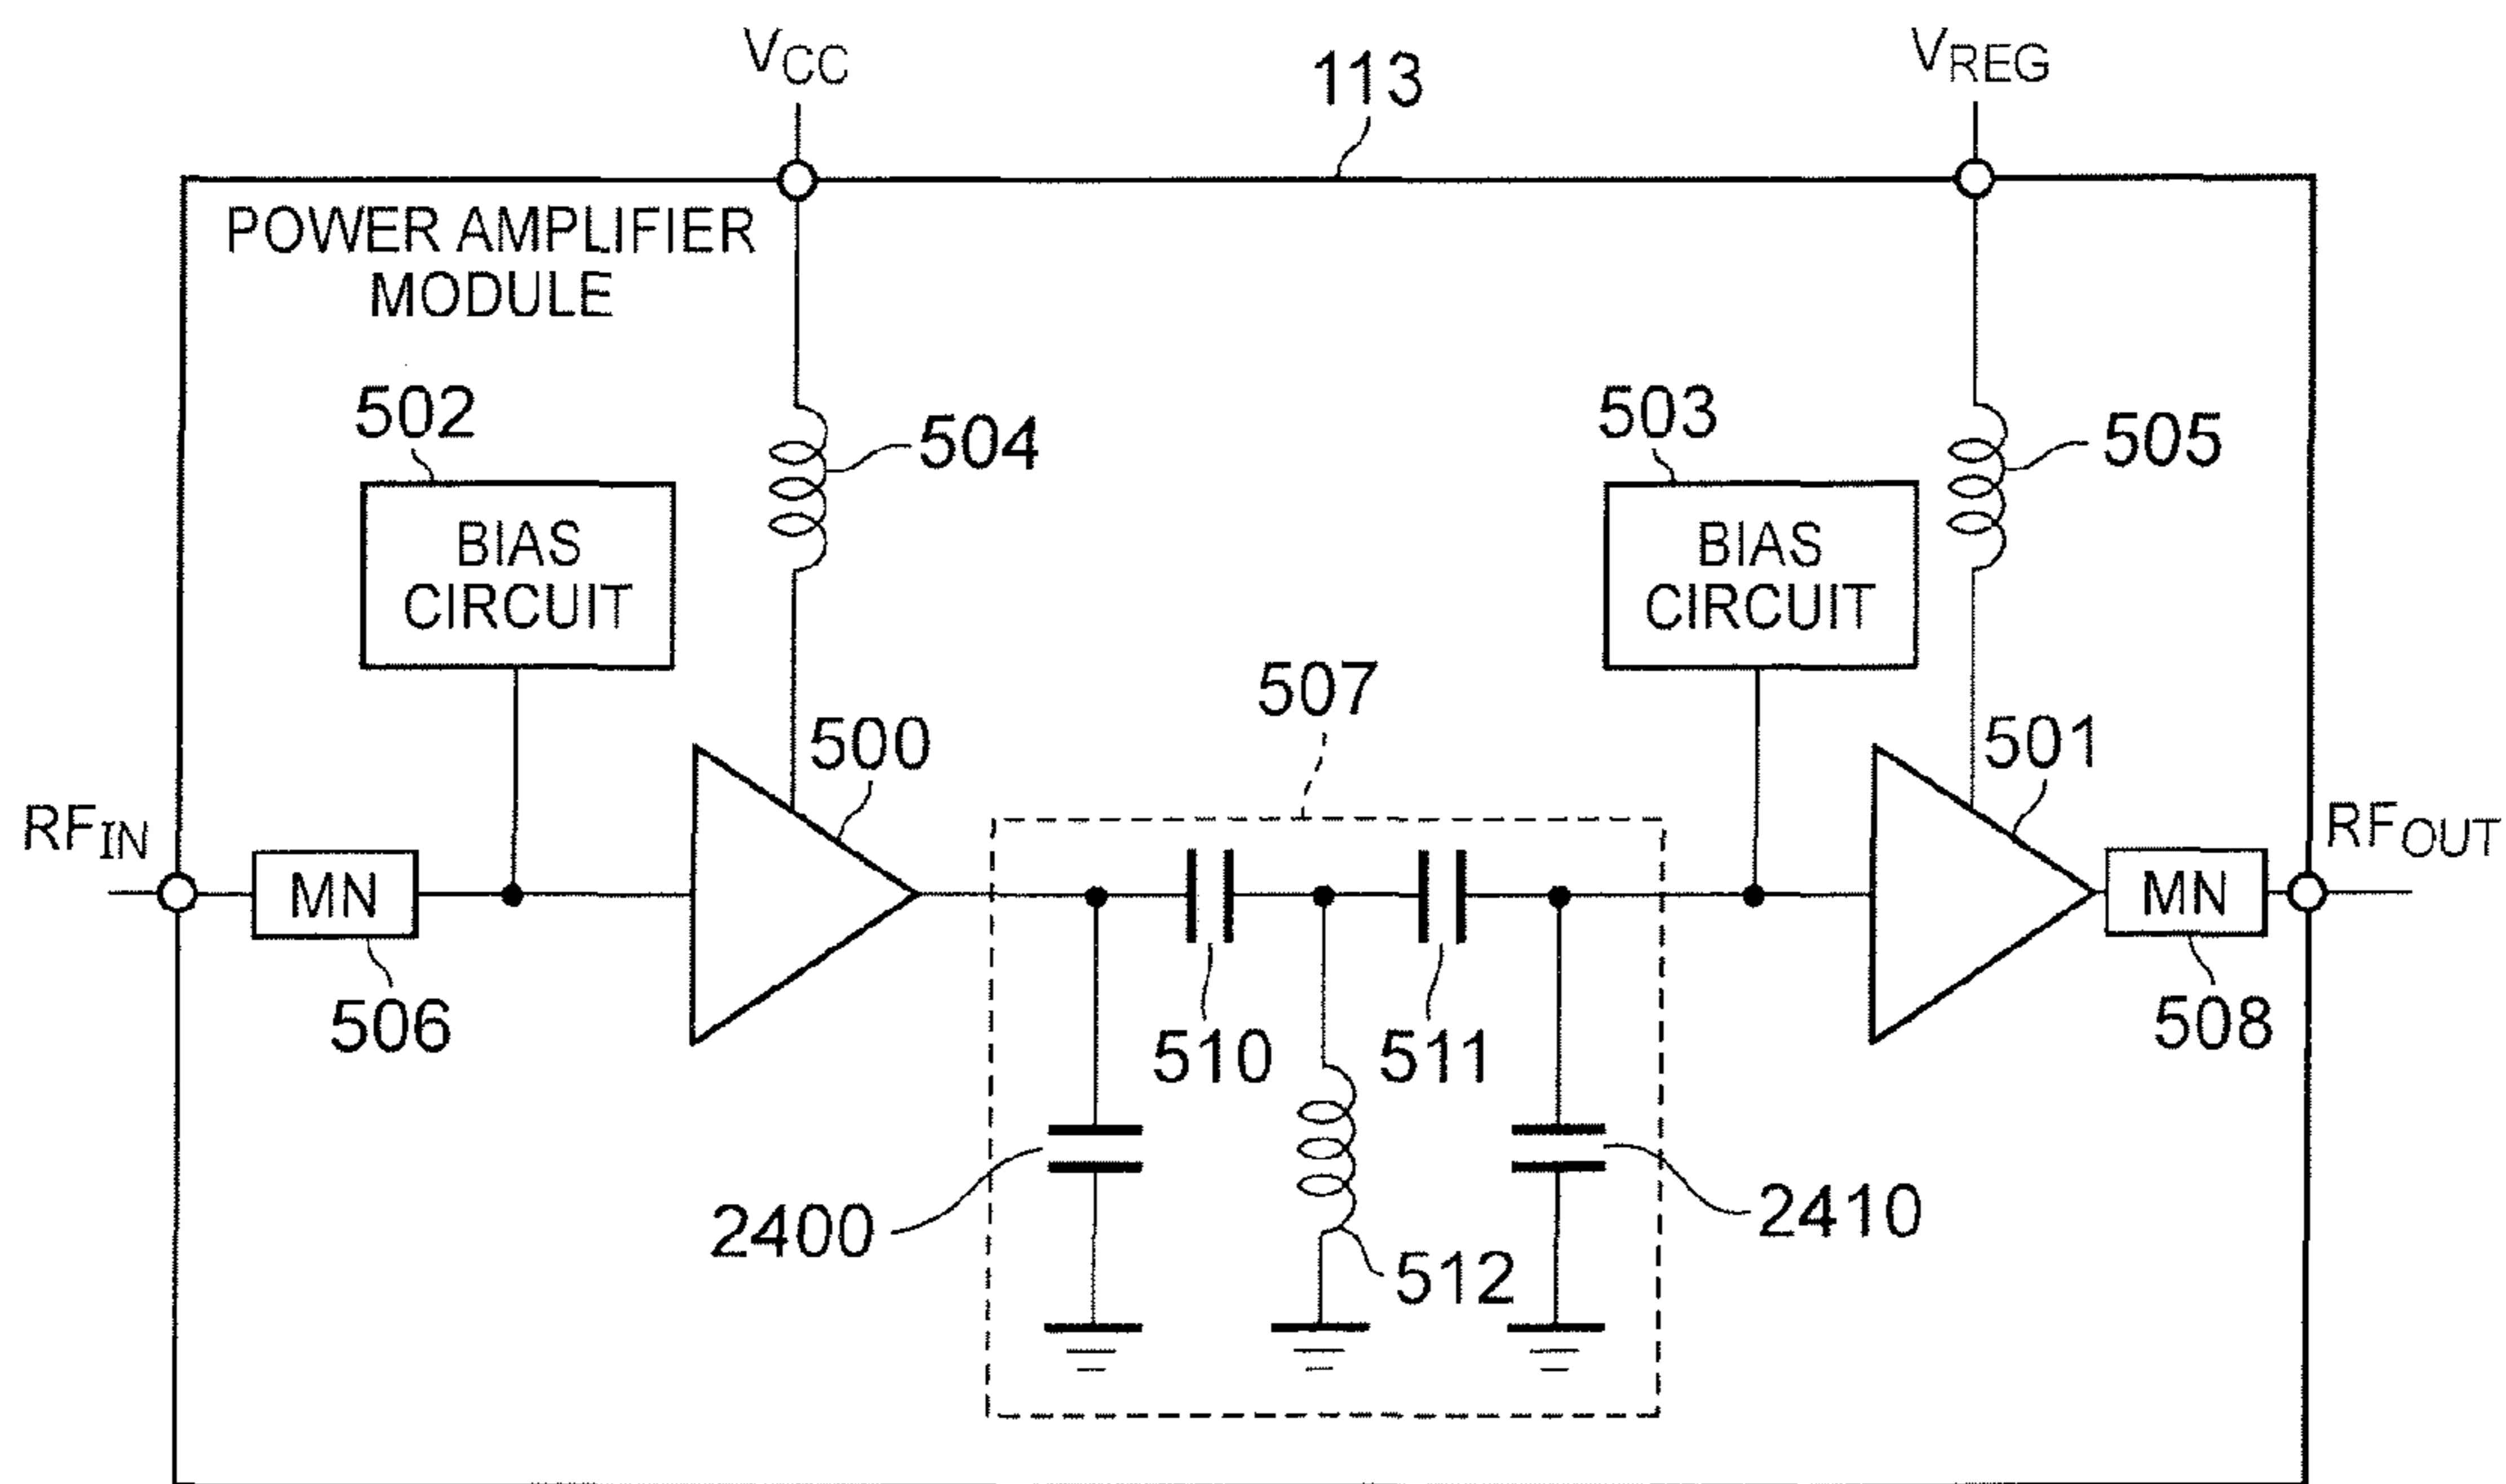 VCC
113
VREG
POWER AMPLIFIER
MODULE
502
504
503
505
BIAS
CIRCUIT
BIAS
CIRCUIT
507
500
501
RFIN
MN
MN
RFOUT
506
510
511
508
2400
512
2410